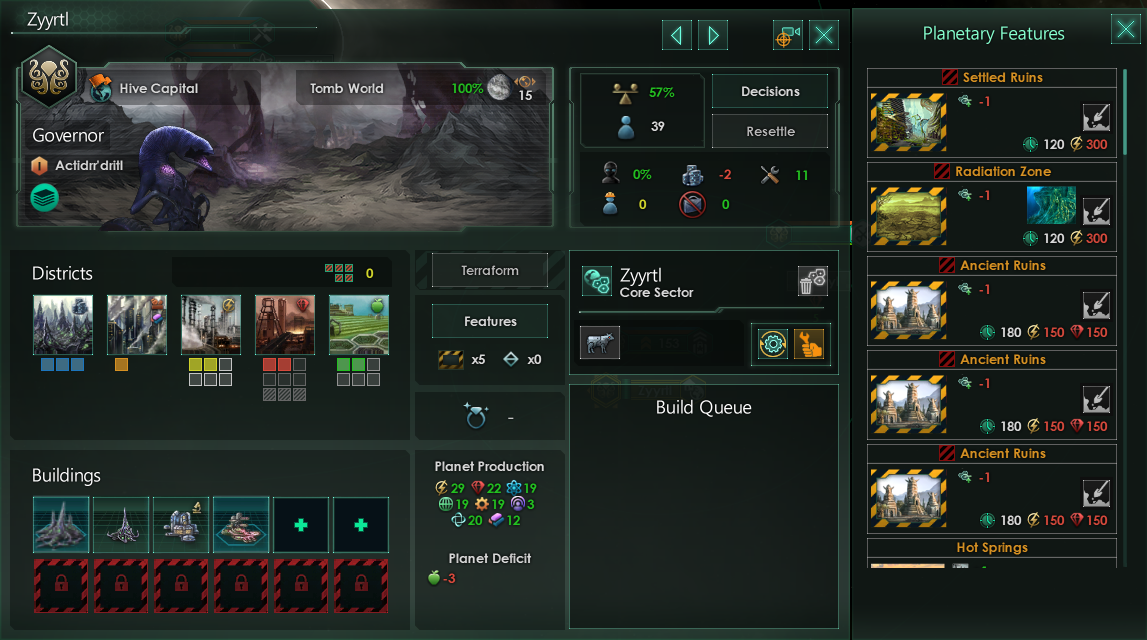 Zyyrtl
Hive Capital
Tomb World
100%
15
Governor
Actidrr'dritl
57%
39
Decisions
Resettle
0%
-2
11
0
0
Districts
0
Terraform
Features
x5
x0
-
Zyyrtl
Core Sector
Build Queue
Buildings
Planet Production
29 22 19
19 19 3
20 12
Planet Deficit
-3
Planetary Features
Settled Ruins
-1
120 300
Radiation Zone
-1
120 300
Ancient Ruins
-1
180 150 150
Ancient Ruins
-1
180 150 150
Ancient Ruins
-1
180 150 150
Hot Springs